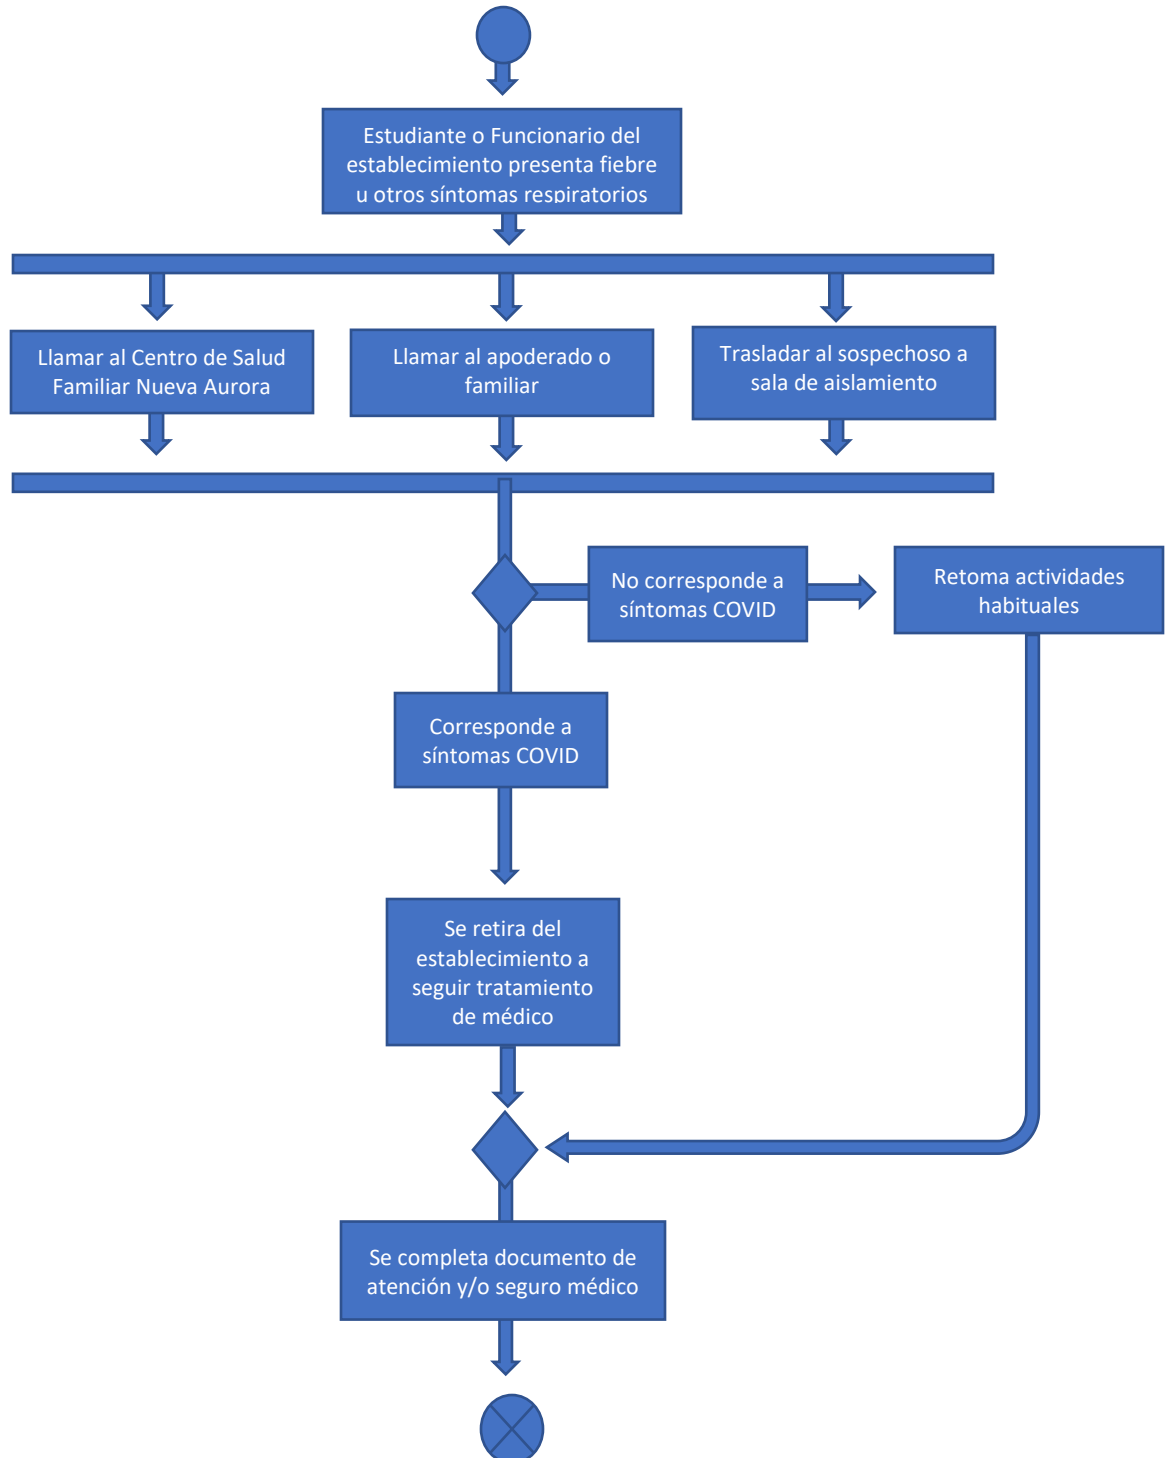 Estudiante o Funcionario del
establecimiento presenta fiebre
u otros síntomas respiratorios
Llamar al Centro de Salud
Familiar Nueva Aurora
Llamar al apoderado o
familiar
Trasladar al sospechoso a
sala de aislamiento
No corresponde a
síntomas COVID
Retoma actividades
habituales
Corresponde a
síntomas COVID
Se retira del
establecimiento a
seguir tratamiento
de médico
Se completa documento de
atención y/o seguro médico